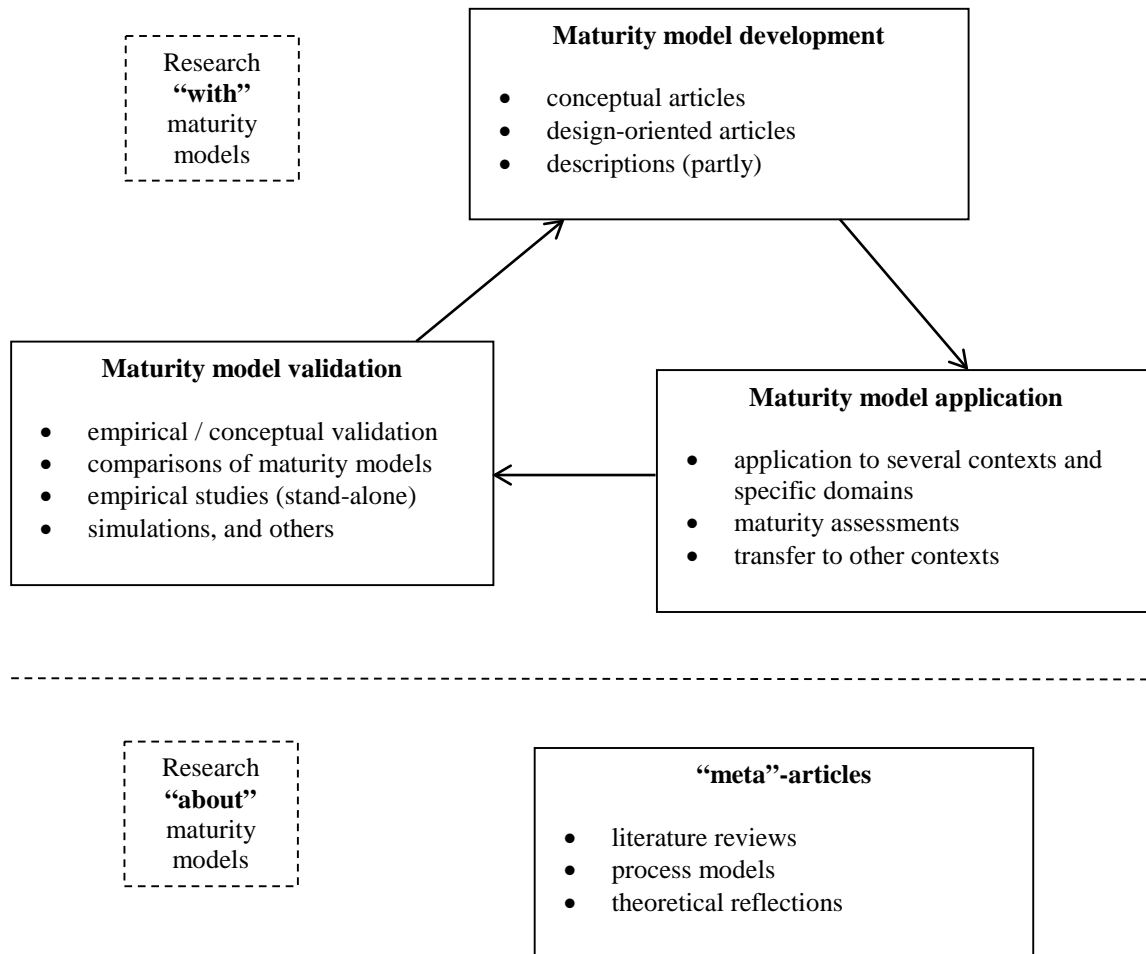 Maturity model development
Research
“with”
maturity
models
• conceptual articles
• design-oriented articles
• descriptions (partly)
Maturity model validation
• empirical / conceptual validation
• comparisons of maturity models
• empirical studies (stand-alone)
• simulations, and others
Maturity model application
• application to several contexts and
specific domains
• maturity assessments
• transfer to other contexts
Research
“about”
maturity
models
“meta”-articles
• literature reviews
• process models
• theoretical reflections